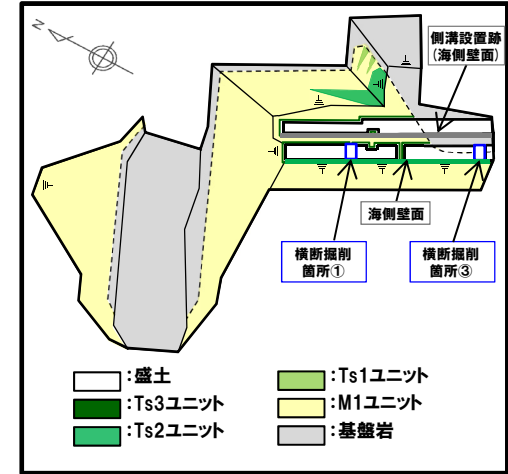 N
側溝設置跡
(海側壁面)
海側壁面
横断掘削
箇所①
横断掘削
箇所③
:盛土
:Ts3ユニット
:Ts2ユニット
:Ts1ユニット
:M1ユニット
:基盤岩